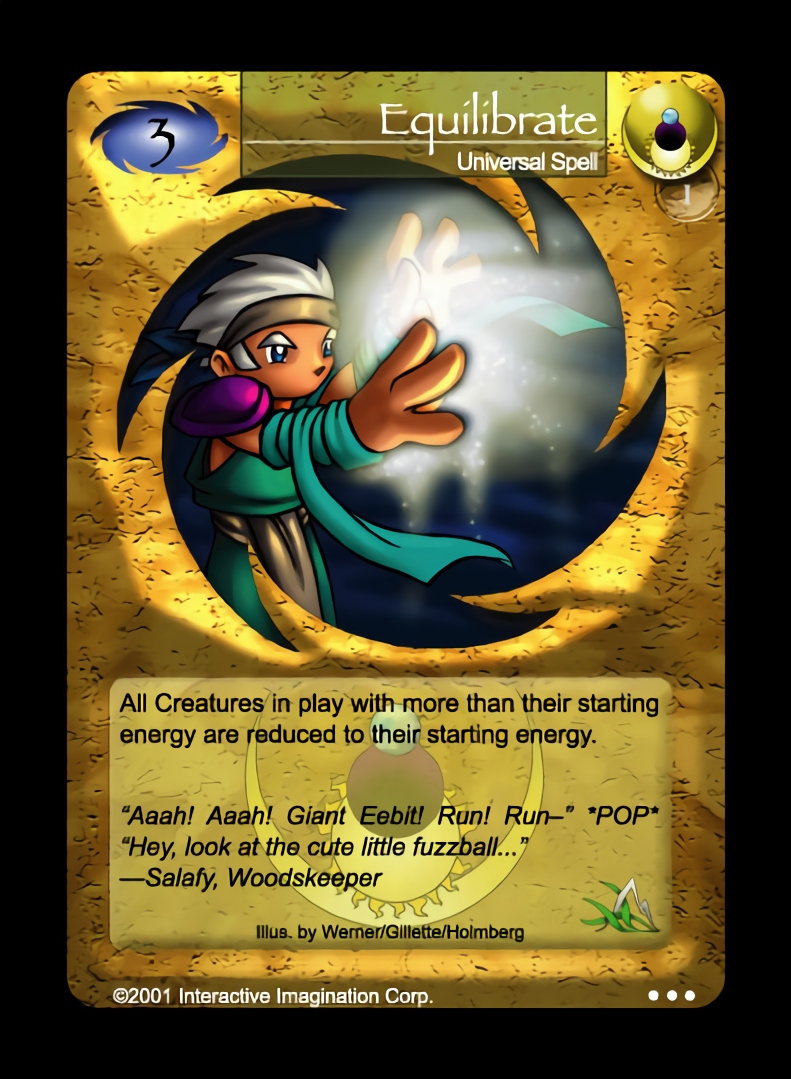 3
Equilibrate
Universal Spell
1
All Creatures in play with more than their starting
energy are reduced to their starting energy.
“Aaah! Aaah! Giant Eebit! Run! Run–” *POP*
“Hey, look at the cute little fuzzball...”
—Salafy, Woodskeeper
Illus. by Werner/Gillette/Holmberg
©2001 Interactive Imagination Corp.